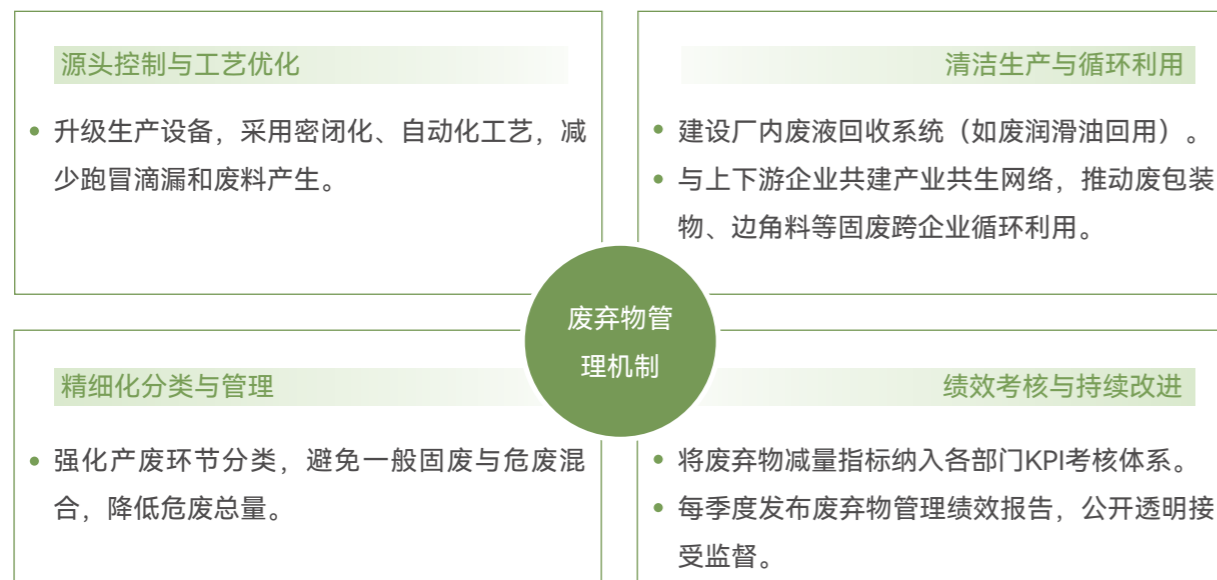 源头控制与工艺优化
升级生产设备，采用密闭化、自动化工艺，减
少跑冒滴漏和废料产生。
清洁生产与循环利用
建设厂内废液回收系统（如废润滑油回用）。
与上下游企业共建产业共生网络，推动废包装
物、边角料等固废跨企业循环利用。
废弃物管
理机制
精细化分类与管理
强化产废环节分类，避免一般固废与危废混
合，降低危废总量。
绩效考核与持续改进
将废弃物减量指标纳入各部门KPI考核体系。
每季度发布废弃物管理绩效报告，公开透明接
受监督。